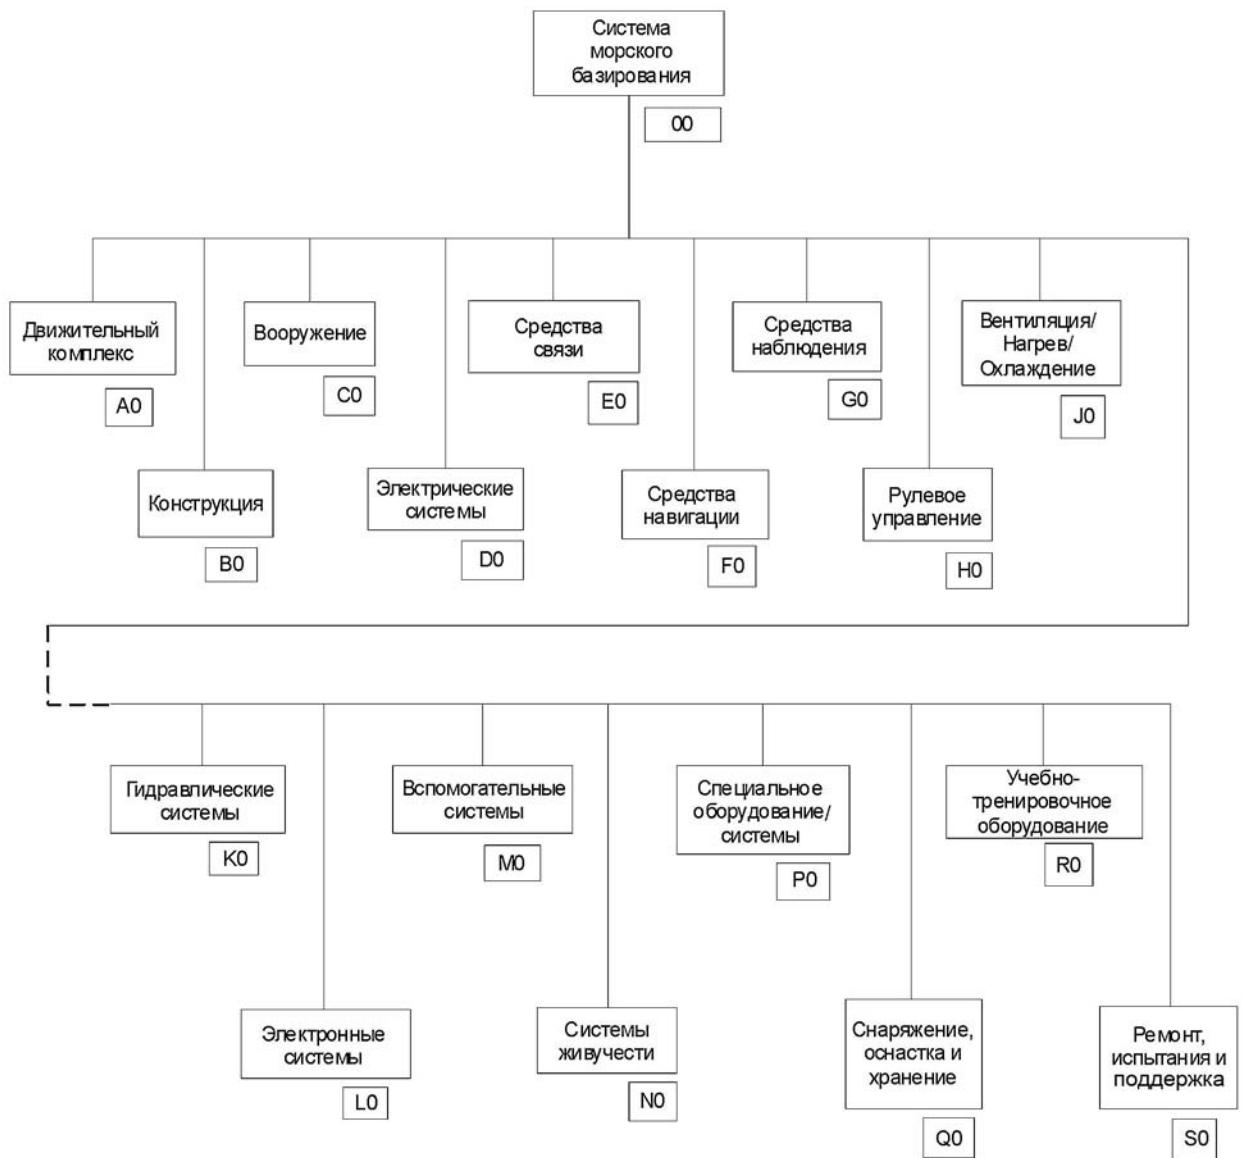 Система
морского
базирования
00
Движительный
комплекс
A0
Вооружение
C0
Средства
связи
E0
Средства
наблюдения
G0
Вентиляция/
Нагрев/
Охлаждение
J0
Конструкция
B0
Электрические
системы
D0
Средства
навигации
F0
Рулевое
управление
H0
Гидравлические
системы
K0
Вспомогательные
системы
M0
Специальное
оборудование/
системы
P0
Учебно-
тренировочное
оборудование
R0
Электронные
системы
L0
Системы
живучести
N0
Снаряжение,
оснастка и
хранение
Q0
Ремонт,
испытания и
поддержка
S0